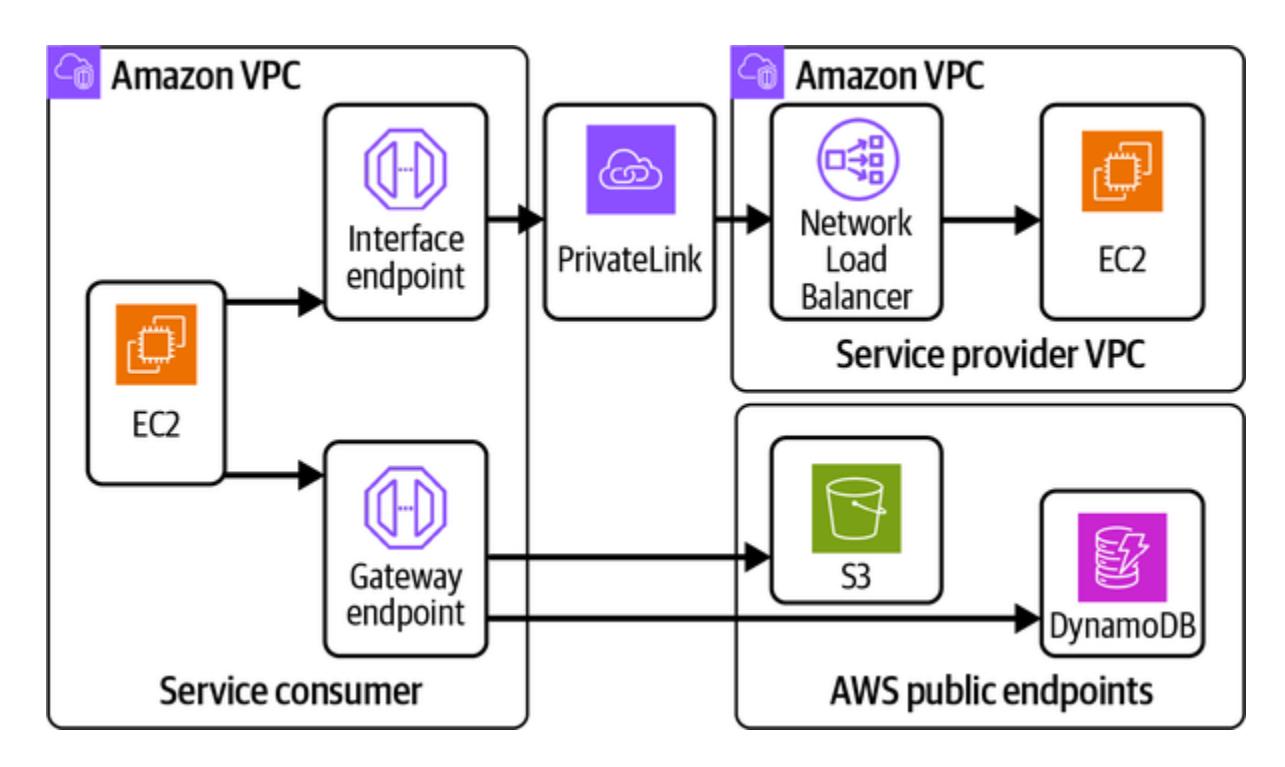 Amazon VPC
Interface
endpoint
EC2
Gateway
endpoint
Service consumer
PrivateLink
Amazon VPC
Network
Load
Balancer
EC2
Service provider VPC
S3
DynamoDB
AWS public endpoints